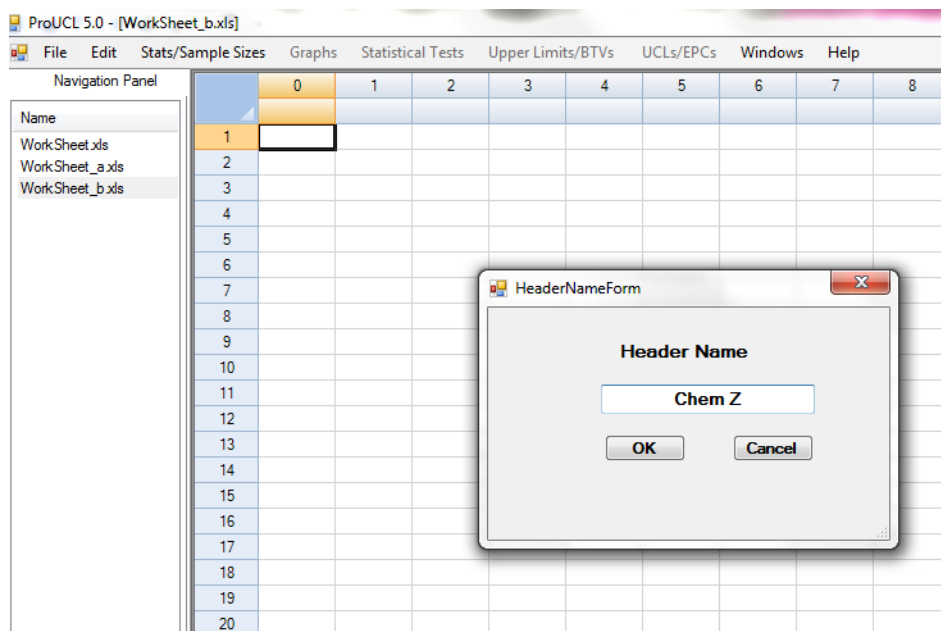 ProUCL 5.0 - [WorkSheet_b.xls]
File Edit Stats/Sample Sizes Graphs Statistical Tests Upper Limits/BTVs UCLs/EPCs Windows Help
Navigation Panel
Name
WorkSheet.xls
WorkSheet_a.xls
WorkSheet_b.xls
0 1 2 3 4 5 6 7 8
1
2
3
4
5
6
7
8
9
10
11
12
13
14
15
16
17
18
19
20
HeaderNameForm
Header Name
Chem Z
OK Cancel